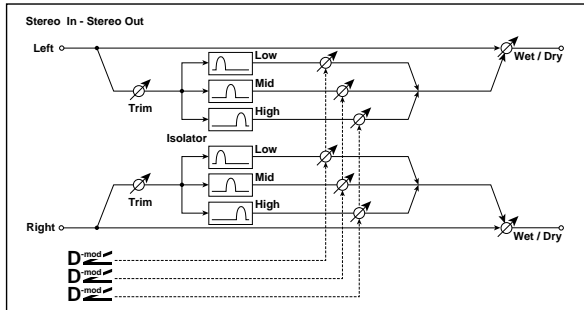 Stereo In - Stereo Out
Left
Wet / Dry
Low
Mid
Trim
High
Isolator
Low
Mid
Trim
High
Right
Wet / Dry
D-mod
D-mod
D-mod